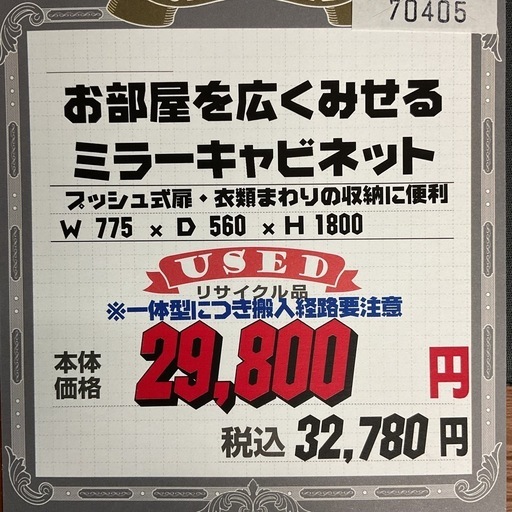 70405
お部屋を広くみせる
ミラーキャビネット
プッシュ式扉・衣類まわりの収納に便利
W 775 × D 560 × H 1800
USED
リサイクル品
※一体型につき搬入経路要注意
本体価格 29,800 円
税込 32,780 円